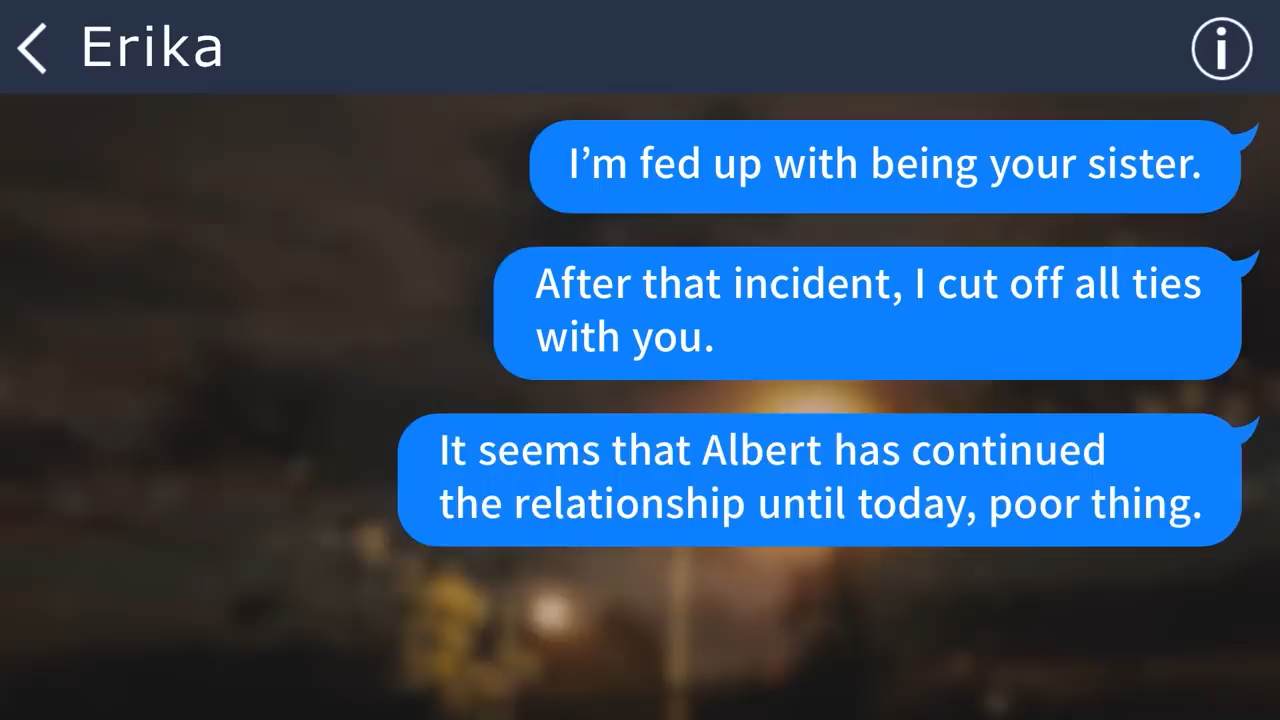 Erika
I’m fed up with being your sister.
After that incident, I cut off all ties
with you.
It seems that Albert has continued
the relationship until today, poor thing.